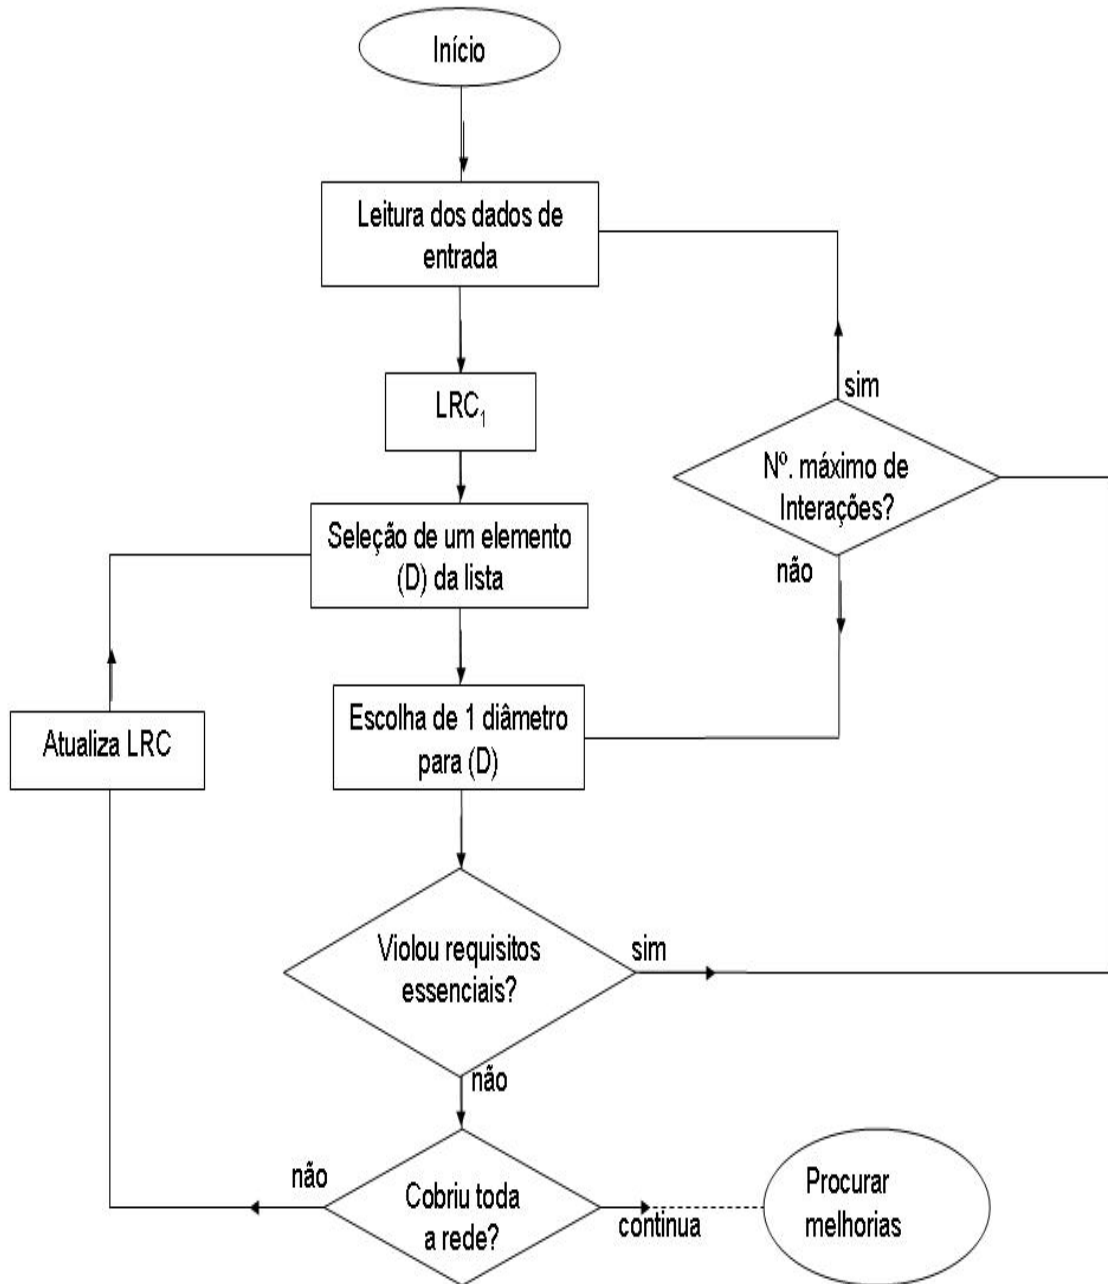 Início
Leitura dos dados de
entrada
LRC₁
sim
Nº. máximo de
Interações?
não
Seleção de um elemento
(D) da lista
Escolha de 1 diâmetro
para (D)
Atualiza LRC
Violou requisitos
essenciais?
sim
não
não
Cobriu toda
a rede?
continua
Procurar
melhorias